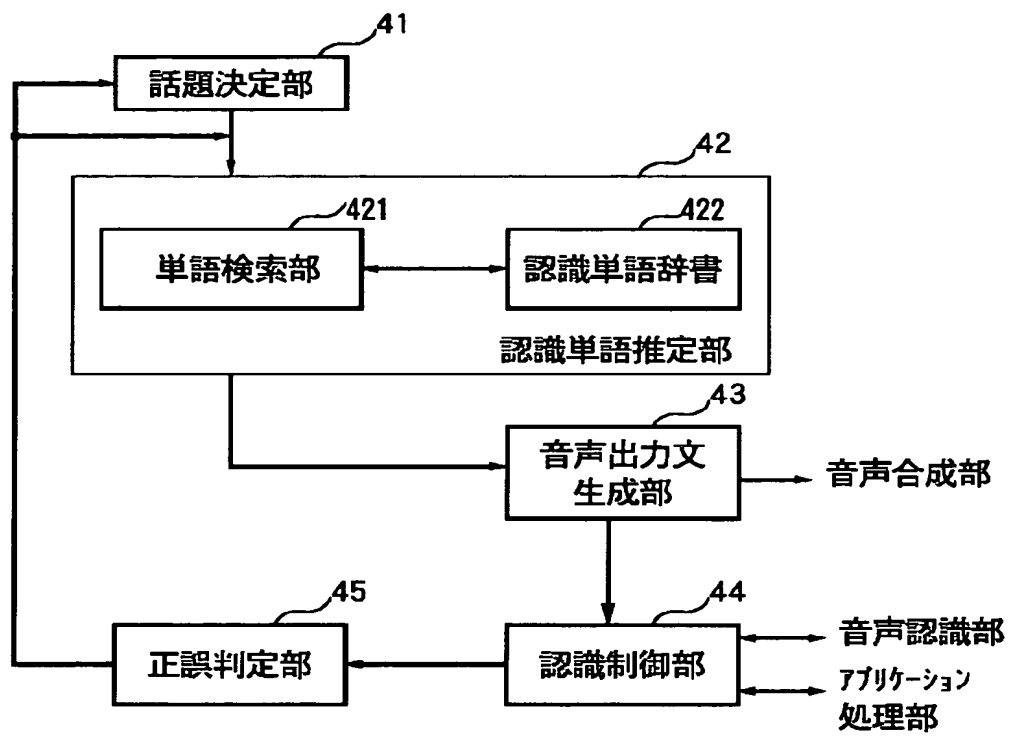 41
話題決定部
42
421
単語検索部
422
認識単語辞書
認識単語推定部
43
音声出力文
生成部
音声合成部
45
正誤判定部
44
認識制御部
音声認識部
アプリケーション
処理部